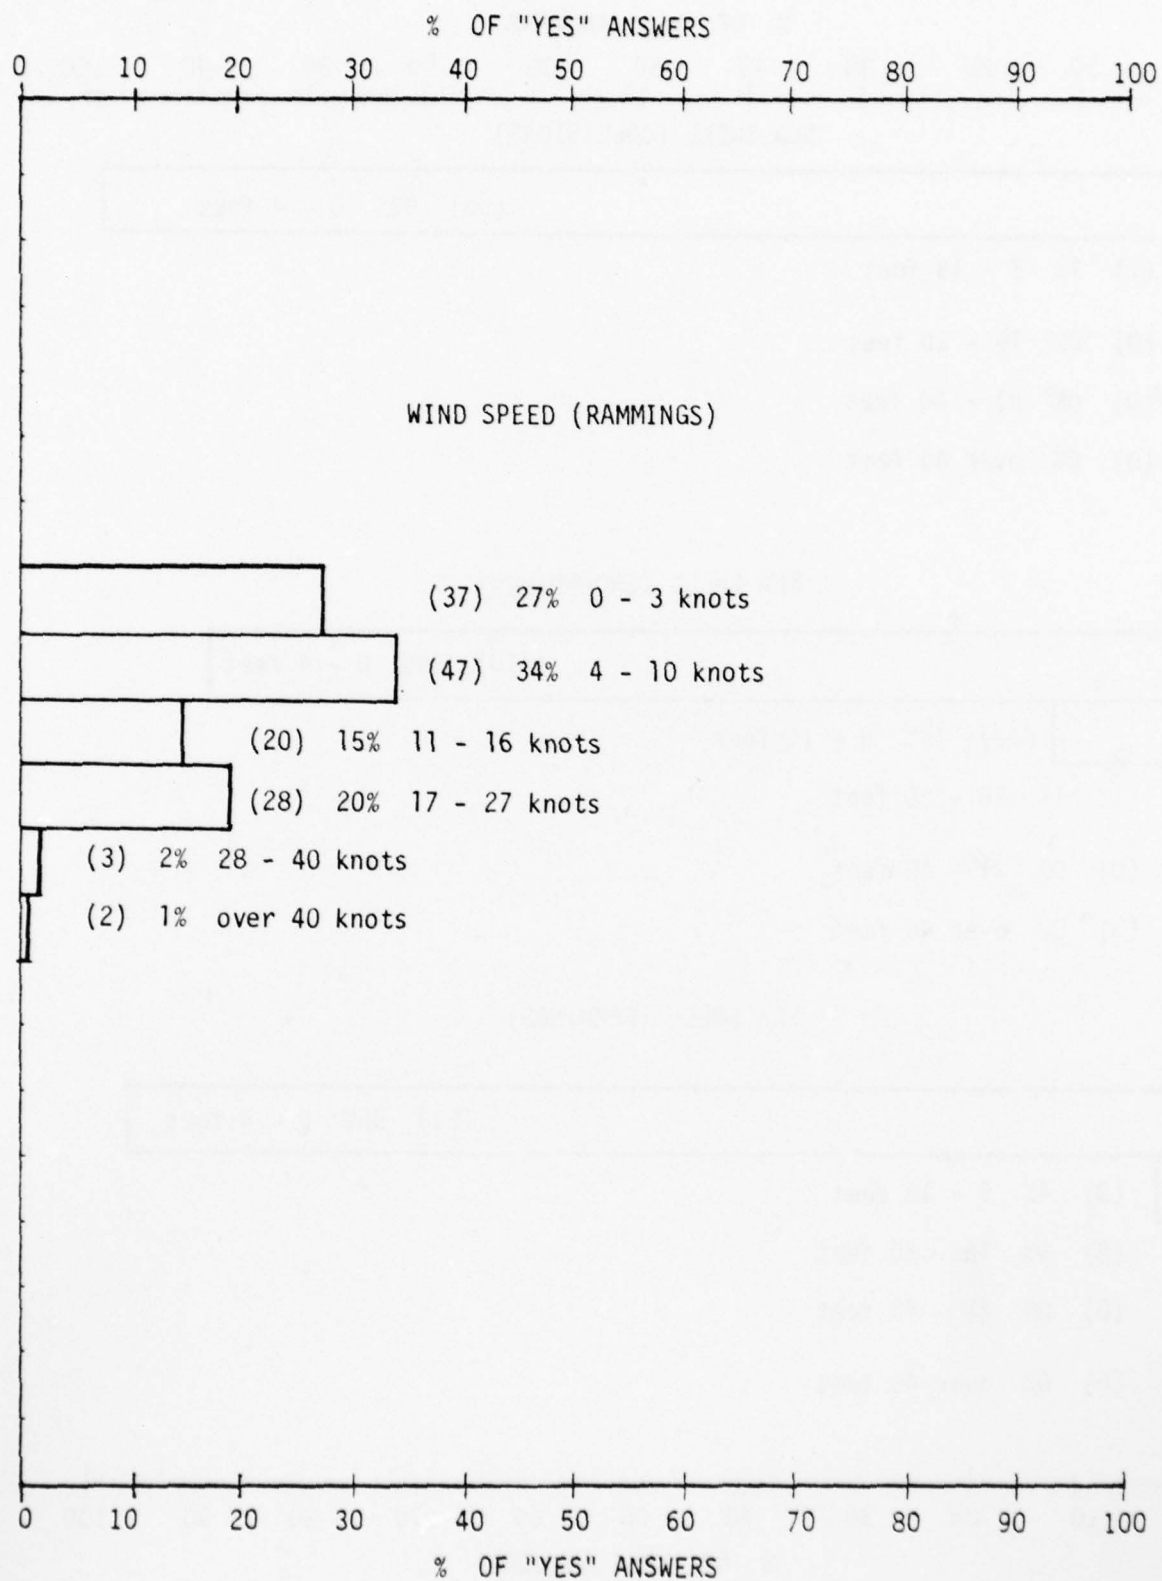 % OF "YES" ANSWERS
0 10 20 30 40 50 60 70 80 90 100
WIND SPEED (RAMMINGS)
(37) 27% 0 - 3 knots
(47) 34% 4 - 10 knots
(20) 15% 11 - 16 knots
(28) 20% 17 - 27 knots
(3) 2% 28 - 40 knots
(2) 1% over 40 knots
0 10 20 30 40 50 60 70 80 90 100
% OF "YES" ANSWERS